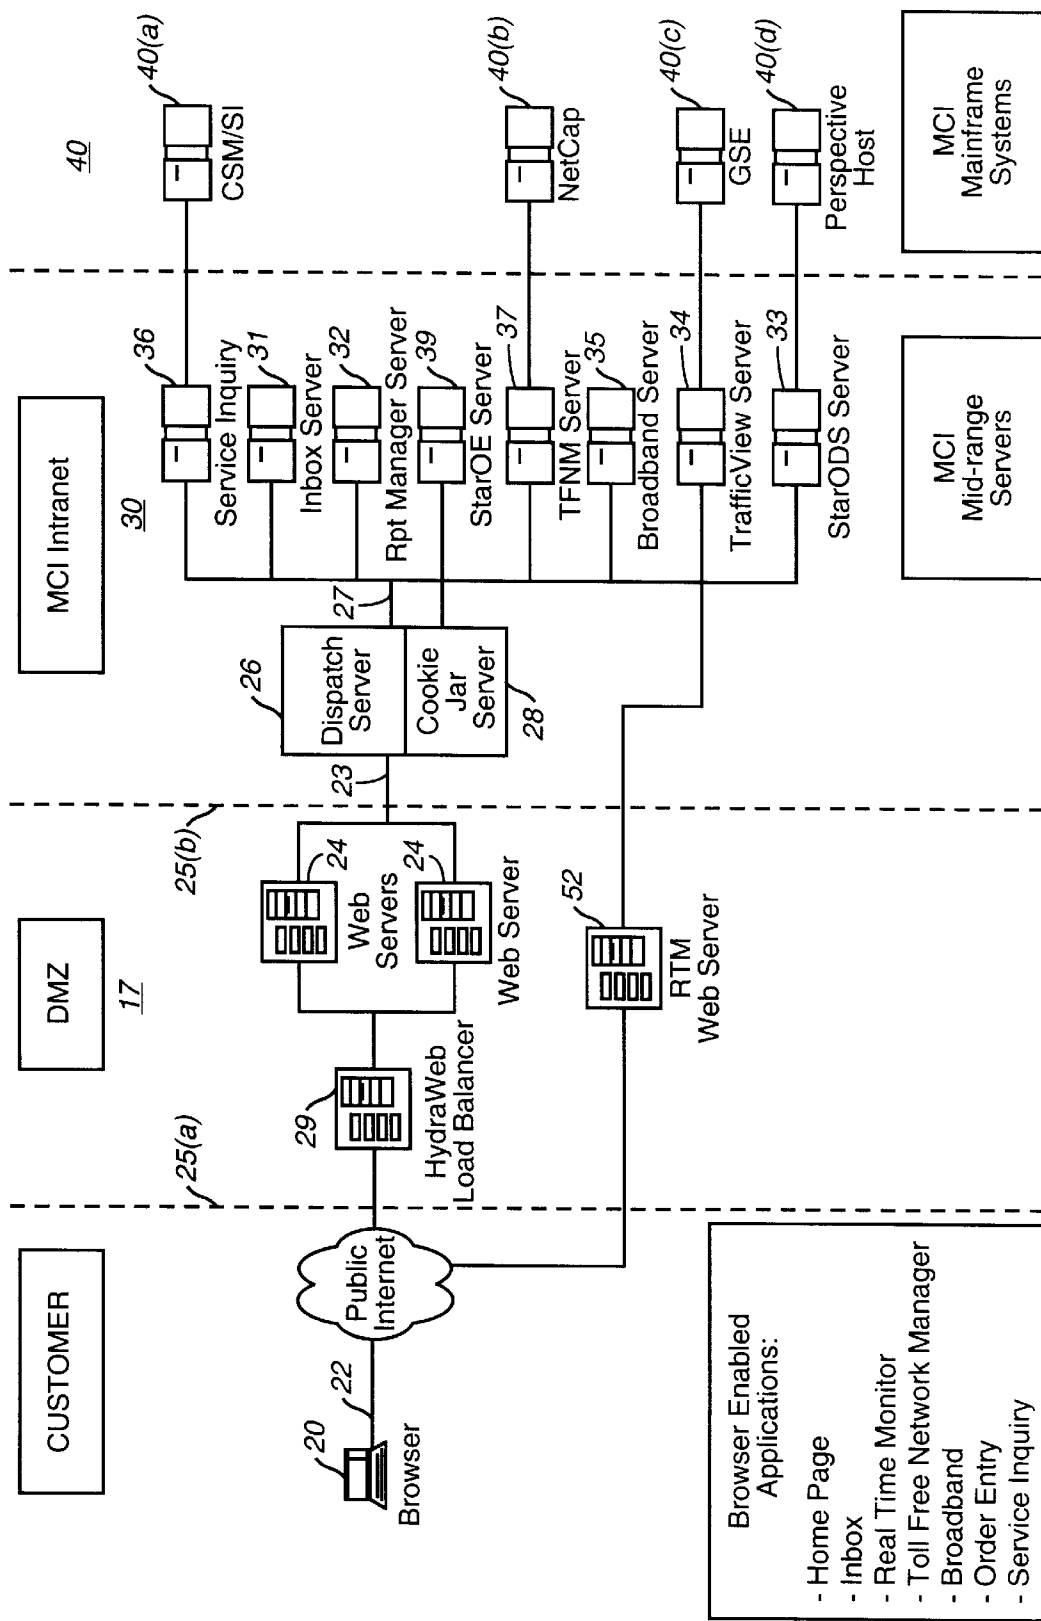 CUSTOMER
DMZ
17
MCI Intranet
30
40
25(a)
25(b)
20
Browser
22
Public
Internet
29
HydraWeb
Load Balancer
24
Web
Servers
24
Web Server
52
RTM
Web Server
23
26
Dispatch
Server
Cookie
Jar
Server
28
27
36
Service Inquiry
31
Inbox Server
32
Rpt Manager Server
39
StarOE Server
37
TFNM Server
35
Broadband Server
34
TrafficView Server
33
StarODS Server
40(a)
CSM/SI
40(b)
NetCap
40(c)
GSE
40(d)
Perspective
Host
Browser Enabled
Applications:
- Home Page
- Inbox
- Real Time Monitor
- Toll Free Network Manager
- Broadband
- Order Entry
- Service Inquiry
MCI
Mid-range
Servers
MCI
Mainframe
Systems